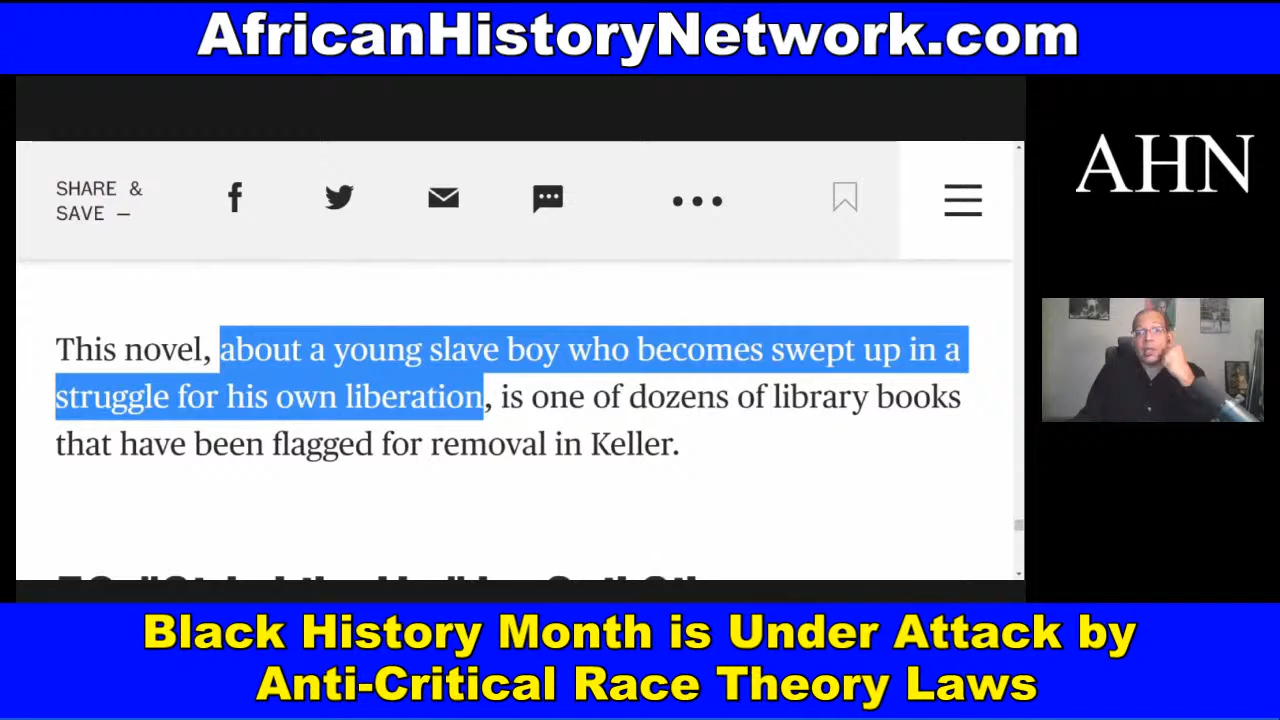 AfricanHistoryNetwork.com
AHN
SHARE &
SAVE —
This novel, about a young slave boy who becomes swept up in a
struggle for his own liberation, is one of dozens of library books
that have been flagged for removal in Keller.
Black History Month is Under Attack by
Anti-Critical Race Theory Laws